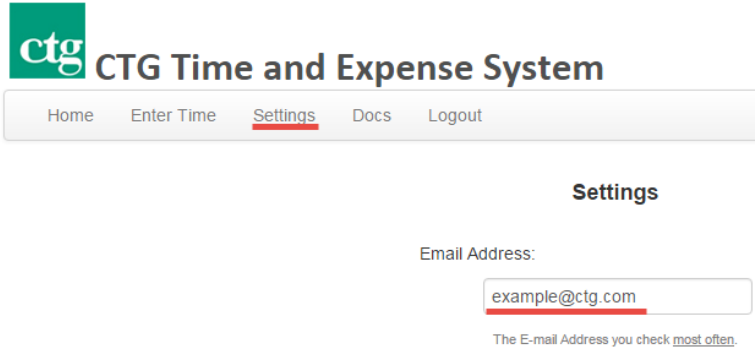 ctg
CTG Time and Expense System
Home Enter Time Settings Docs Logout
Settings
Email Address:
example@ctg.com
The E-mail Address you check most often.